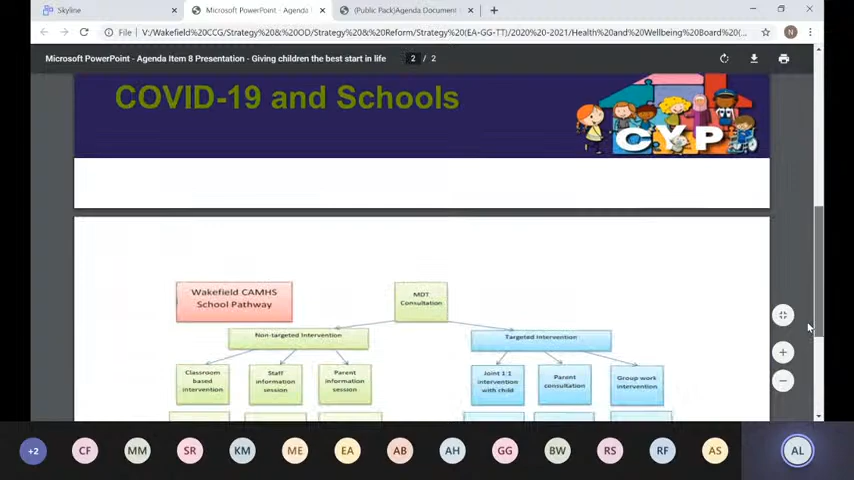 Skyline
Microsoft PowerPoint - Agenda I
(Public Pack)Agenda Document
File
V:/Wakefield%20CCG/Strategy%20&%20OD/Strategy%20&%20Reform/Strategy%20(EA-GG-TT)/2020%20-2021/Health%20and%20Wellbeing%20Board%20(...
N
Microsoft PowerPoint - Agenda Item 8 Presentation - Giving children the best start in life
2 / 2
COVID-19 and Schools
CYP
Wakefield CAMHS
School Pathway
MDT
Consultation
Non-targeted Intervention
Targeted Intervention
Classroom
based
intervention
Staff
information
session
Parent
information
session
Joint 1:1
intervention
with child
Parent
consultation
Group work
intervention
+2
CF
MM
SR
KM
ME
EA
AB
AH
GG
BW
RS
RF
AS
AL